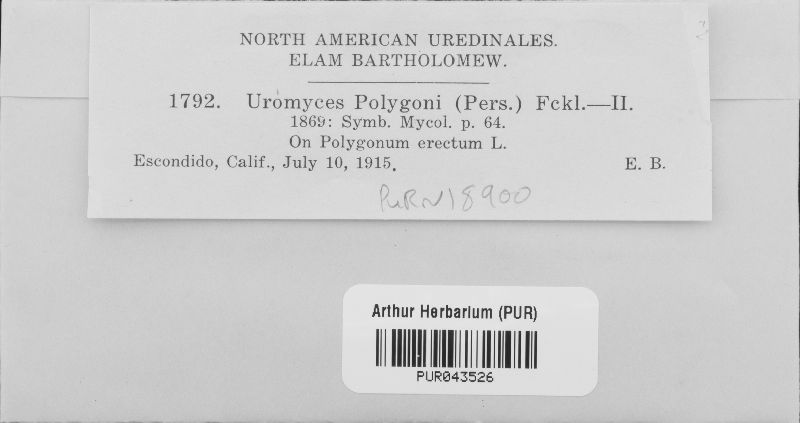 NORTH AMERICAN UREDINALES.
ELAM BARTHOLOMEW.
1792. Uromyces Polygoni (Pers.) Fckl.—II.
1869: Symb. Mycol. p. 64.
On Polygonum erectum L.
Escondido, Calif., July 10, 1915. E. B.
PURN18900
Arthur Herbarium (PUR)
PUR043526